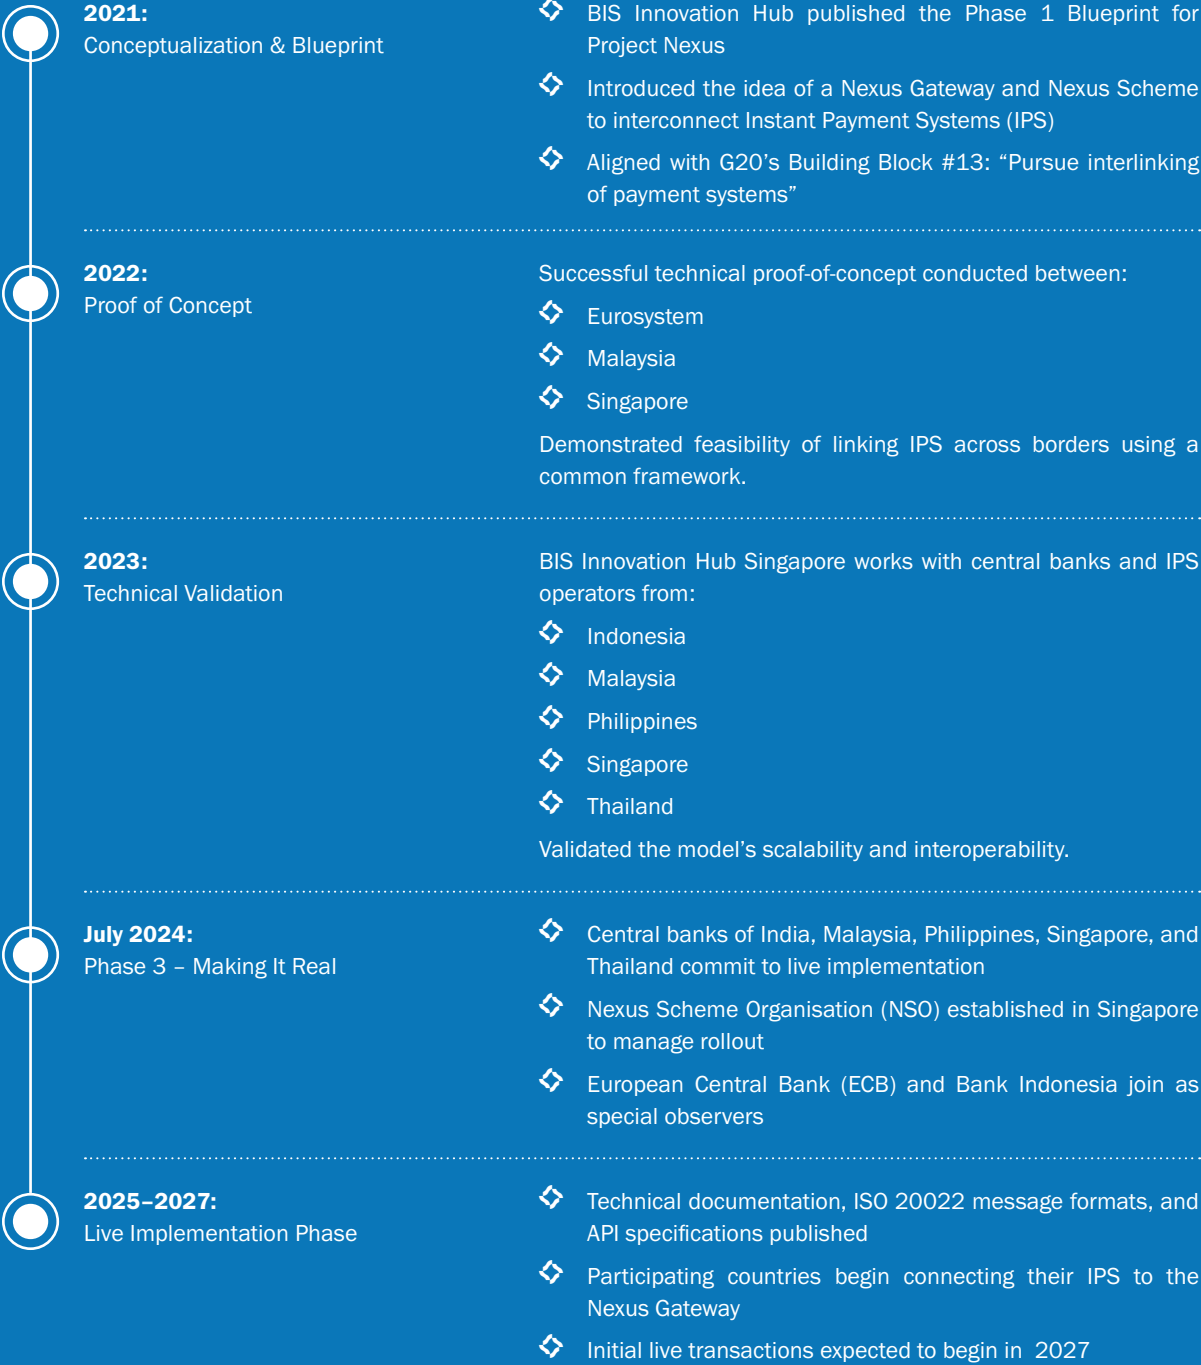 2021:
Conceptualization & Blueprint
BIS Innovation Hub published the Phase 1 Blueprint for
Project Nexus
Introduced the idea of a Nexus Gateway and Nexus Scheme
to interconnect Instant Payment Systems (IPS)
Aligned with G20’s Building Block #13: “Pursue interlinking
of payment systems”
2022:
Proof of Concept
Successful technical proof-of-concept conducted between:
Eurosystem
Malaysia
Singapore
Demonstrated feasibility of linking IPS across borders using a
common framework.
2023:
Technical Validation
BIS Innovation Hub Singapore works with central banks and IPS
operators from:
Indonesia
Malaysia
Philippines
Singapore
Thailand
Validated the model’s scalability and interoperability.
July 2024:
Phase 3 – Making It Real
Central banks of India, Malaysia, Philippines, Singapore, and
Thailand commit to live implementation
Nexus Scheme Organisation (NSO) established in Singapore
to manage rollout
European Central Bank (ECB) and Bank Indonesia join as
special observers
2025–2027:
Live Implementation Phase
Technical documentation, ISO 20022 message formats, and
API specifications published
Participating countries begin connecting their IPS to the
Nexus Gateway
Initial live transactions expected to begin in 2027